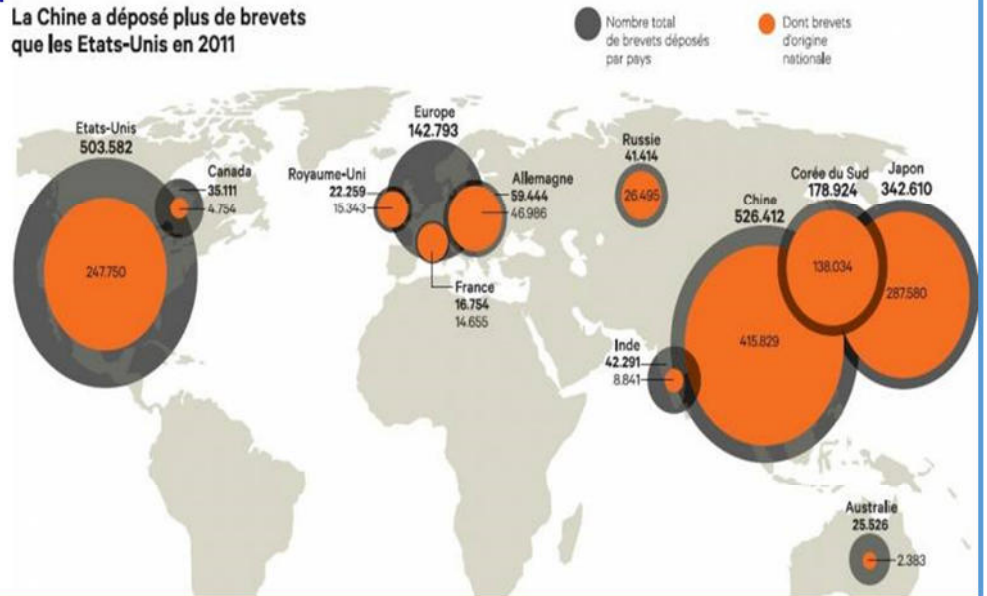 La Chine a déposé plus de brevets
que les Etats-Unis en 2011
Nombre total
de brevets déposés
par pays
Dont brevets
d'origine
nationale
Etats-Unis
503.582
247.750
Canada
35.111
4.754
Europe
142.793
Royaume-Uni
22.259
15.343
Allemagne
59.444
46.986
France
16.754
14.655
Russie
41.414
26.495
Chine
526.412
415.829
Corée du Sud
178.924
138.034
Japon
342.610
287.580
Inde
42.291
8.841
Australie
25.526
2.383